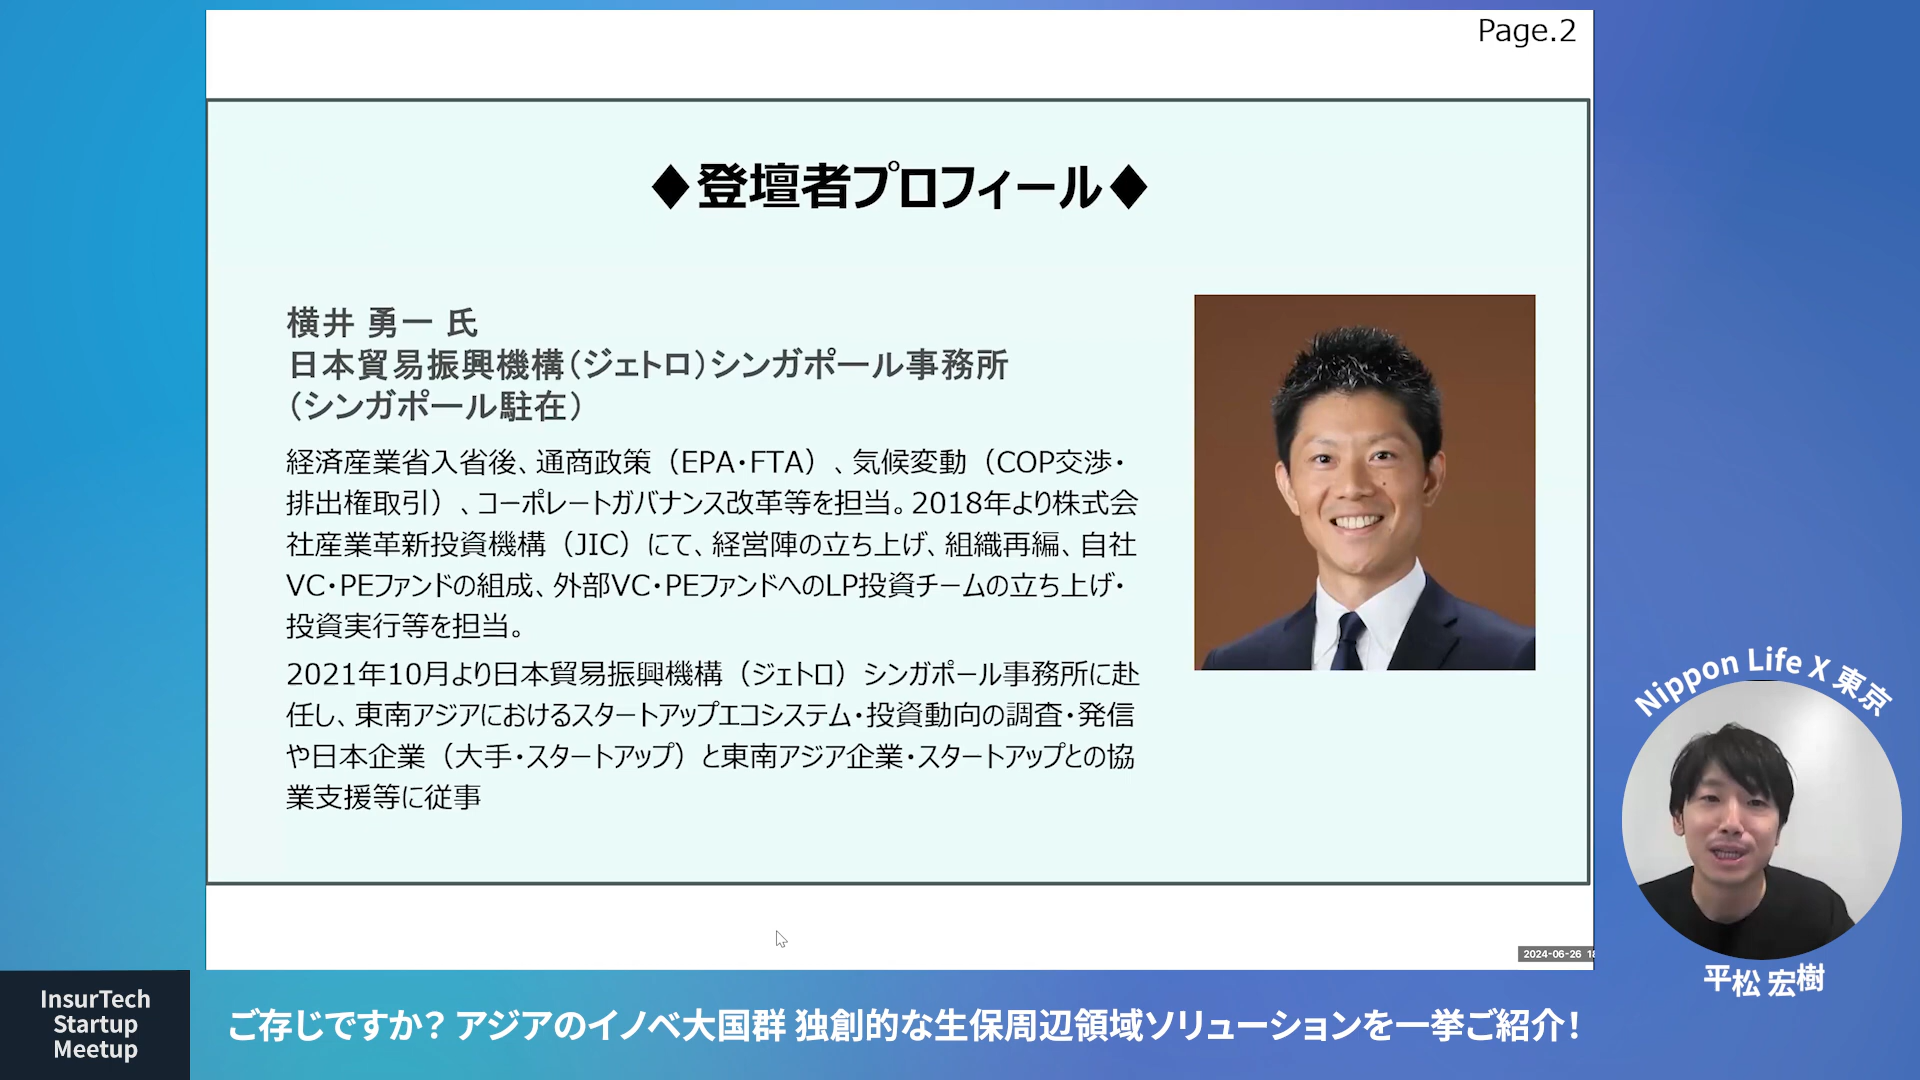 Page.2
◆登壇者プロフィール◆
横井 勇一 氏
日本貿易振興機構（ジェトロ）シンガポール事務所
（シンガポール駐在）
経済産業省入省後、通商政策（EPA・FTA）、気候変動（COP交渉・
排出権取引）、コーポレートガバナンス改革等を担当。2018年より株式会
社産業革新投資機構（JIC）にて、経営陣の立ち上げ、組織再編、自社
VC・PEファンドの組成、外部VC・PEファンドへのLP投資チームの立ち上げ・
投資実行等を担当。
2021年10月より日本貿易振興機構（ジェトロ）シンガポール事務所に赴
任し、東南アジアにおけるスタートアップエコシステム・投資動向の調査・発信
や日本企業（大手・スタートアップ）と東南アジア企業・スタートアップとの協
業支援等に従事
Nippon Life X 東京
平松 宏樹
2024-06-26
InsurTech
Startup
Meetup
ご存じですか？ アジアのイノベ大国群 独創的な生保周辺領域ソリューションを一挙ご紹介！